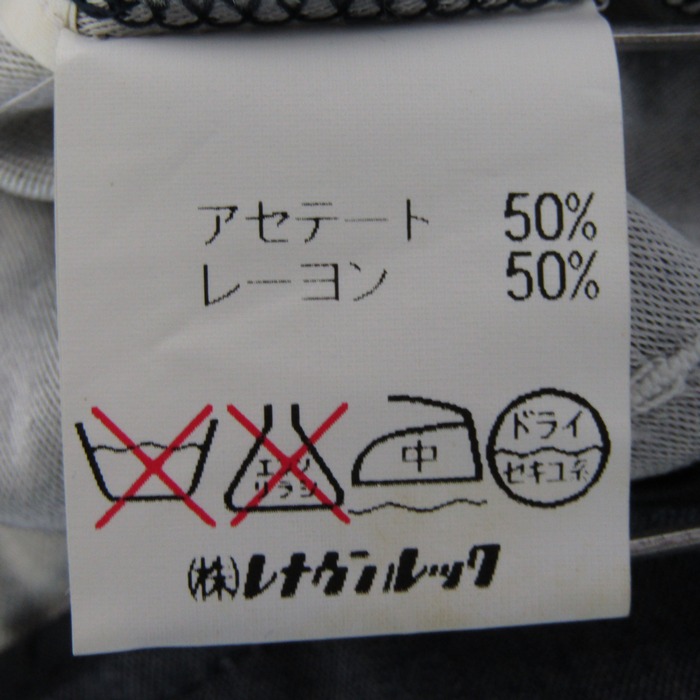 アセテート 50%
レーヨン 50%
エンソ
サラシ
中
ドライ
セキユ系
(株)レナウンルック